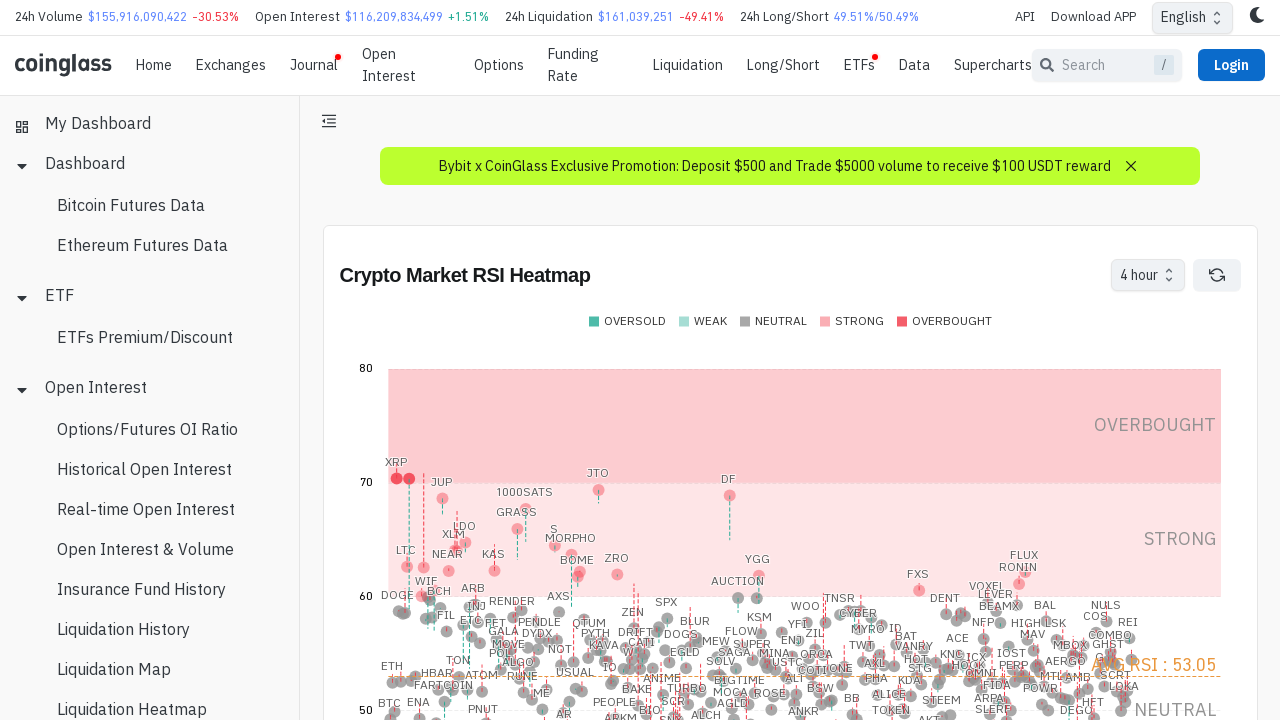 24h Volume $155,916,090,422 -30.53% Open Interest $116,209,834,499 +1.51% 24h Liquidation $161,039,251 -49.41% 24h Long/Short 49.51%/50.49% API Download APP English
coinglass Home Exchanges Journal Open Interest Options Funding Rate Liquidation Long/Short ETFs Data Supercharts Search / Login
My Dashboard
Dashboard
Bitcoin Futures Data
Ethereum Futures Data
ETF
ETFs Premium/Discount
Open Interest
Options/Futures OI Ratio
Historical Open Interest
Real-time Open Interest
Open Interest & Volume
Insurance Fund History
Liquidation History
Liquidation Map
Liquidation Heatmap
Bybit x CoinGlass Exclusive Promotion: Deposit $500 and Trade $5000 volume to receive $100 USDT reward
Crypto Market RSI Heatmap 4 hour
OVERSOLD WEAK NEUTRAL STRONG OVERBOUGHT
80
OVERBOUGHT
XRP
70
JUP
JTO
DF
1000SATS
GRASS
STRONG
LDO
XLM
S
MORPHO
LTC
NEAR
KAS
BOME
ZRO
YGG
FLUX
RONIN
FXS
WIF
AUCTION
VOXEL
60
DOGE
BCH
ARB
AXS
LEVER
INJ
RENDER
SPX
WOO
TNSR
DENT
BEAMX
BAL
NULS
FIL
ETC
FET
PENDLE
QTUM
ZEN
BLUR
KSM
YFI
CYBER
NFP
HIGH
LSK
COS
REI
GALA
DYDX
PYTH
DRIFT
DOGS
FLOW
ZIL
MYRO
ID
BAT
ACE
MAV
COMBO
MOVE
NOT
KAVA
CATI
MEW
SUPER
ENJ
TWT
VANRY
MBOX
GHST
POL
ALGO
EGLD
SAGA
MINA
ORCA
HOT
KNC
ICX
IOST
AERGO
ETH
TON
TO
SOLV
AXL
STG
HOOK
PERP
AVG RSI : 53.05
HBAR
ATOM
RUNE
USUAL
ANIME
BIGTIME
ALT
ONE
PHA
KDA
OMNI
MTL
SCRT
FARTCOIN
ME
BAKE
TURBO
MOCA
ROSE
BSW
FIDA
POWR
LOKA
BTC
ENA
PNUT
PEOPLE
AGLD
BB
ALICE
STEEM
ARPA
HFT
50
AR
BIO
ALCH
ANKR
TOKEN
SLERF
DEGO
NEUTRAL